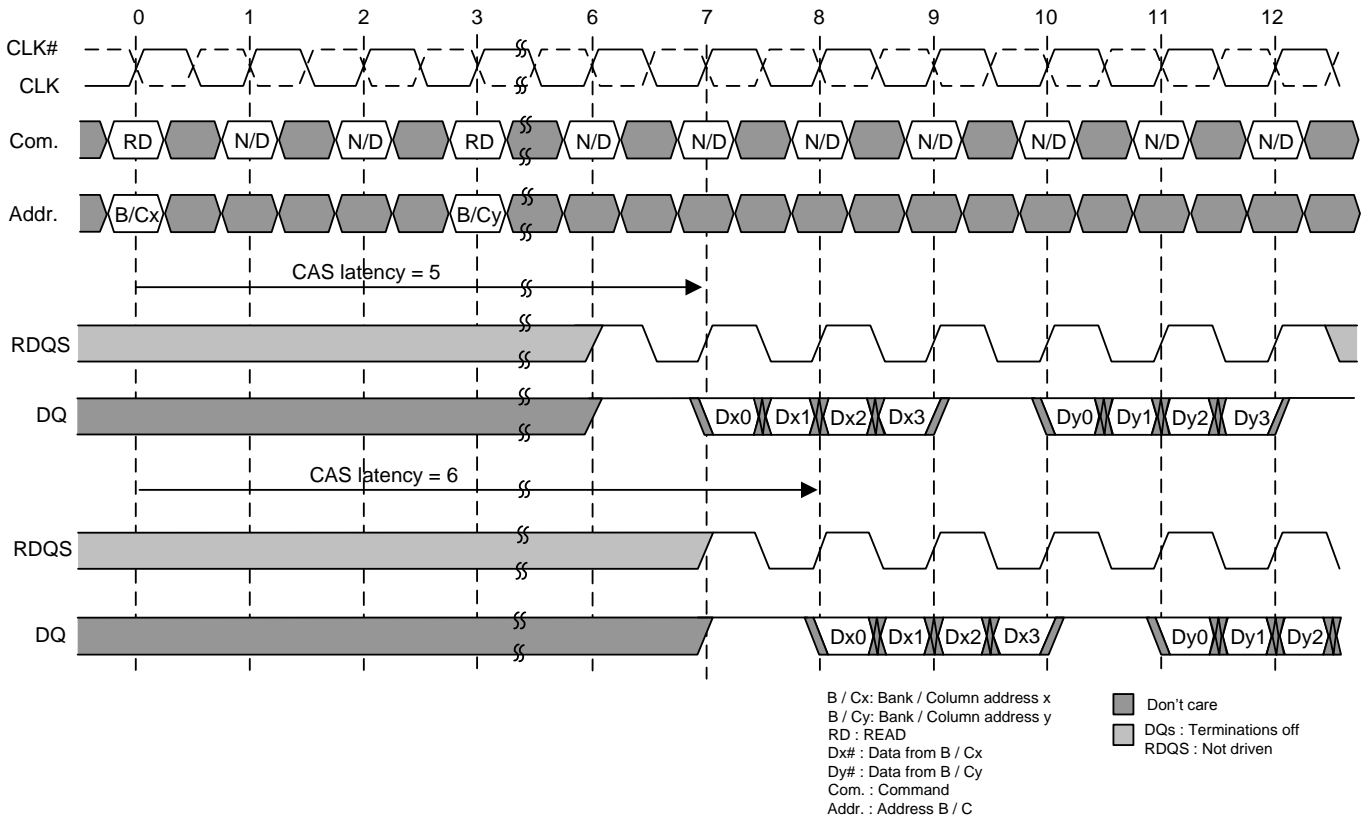 0 1 2 3 6 7 8 9 10 11 12
CLK#
CLK
Com. RD N/D N/D RD N/D N/D N/D N/D N/D N/D N/D
Addr. B/Cx B/Cy
CAS latency = 5
RDQS
DQ Dx0 Dx1 Dx2 Dx3 Dy0 Dy1 Dy2 Dy3
CAS latency = 6
RDQS
DQ Dx0 Dx1 Dx2 Dx3 Dy0 Dy1 Dy2
B / Cx: Bank / Column address x
B / Cy: Bank / Column address y
RD : READ
Dx# : Data from B / Cx
Dy# : Data from B / Cy
Com. : Command
Addr. : Address B / C
Don't care
DQs : Terminations off
RDQS : Not driven